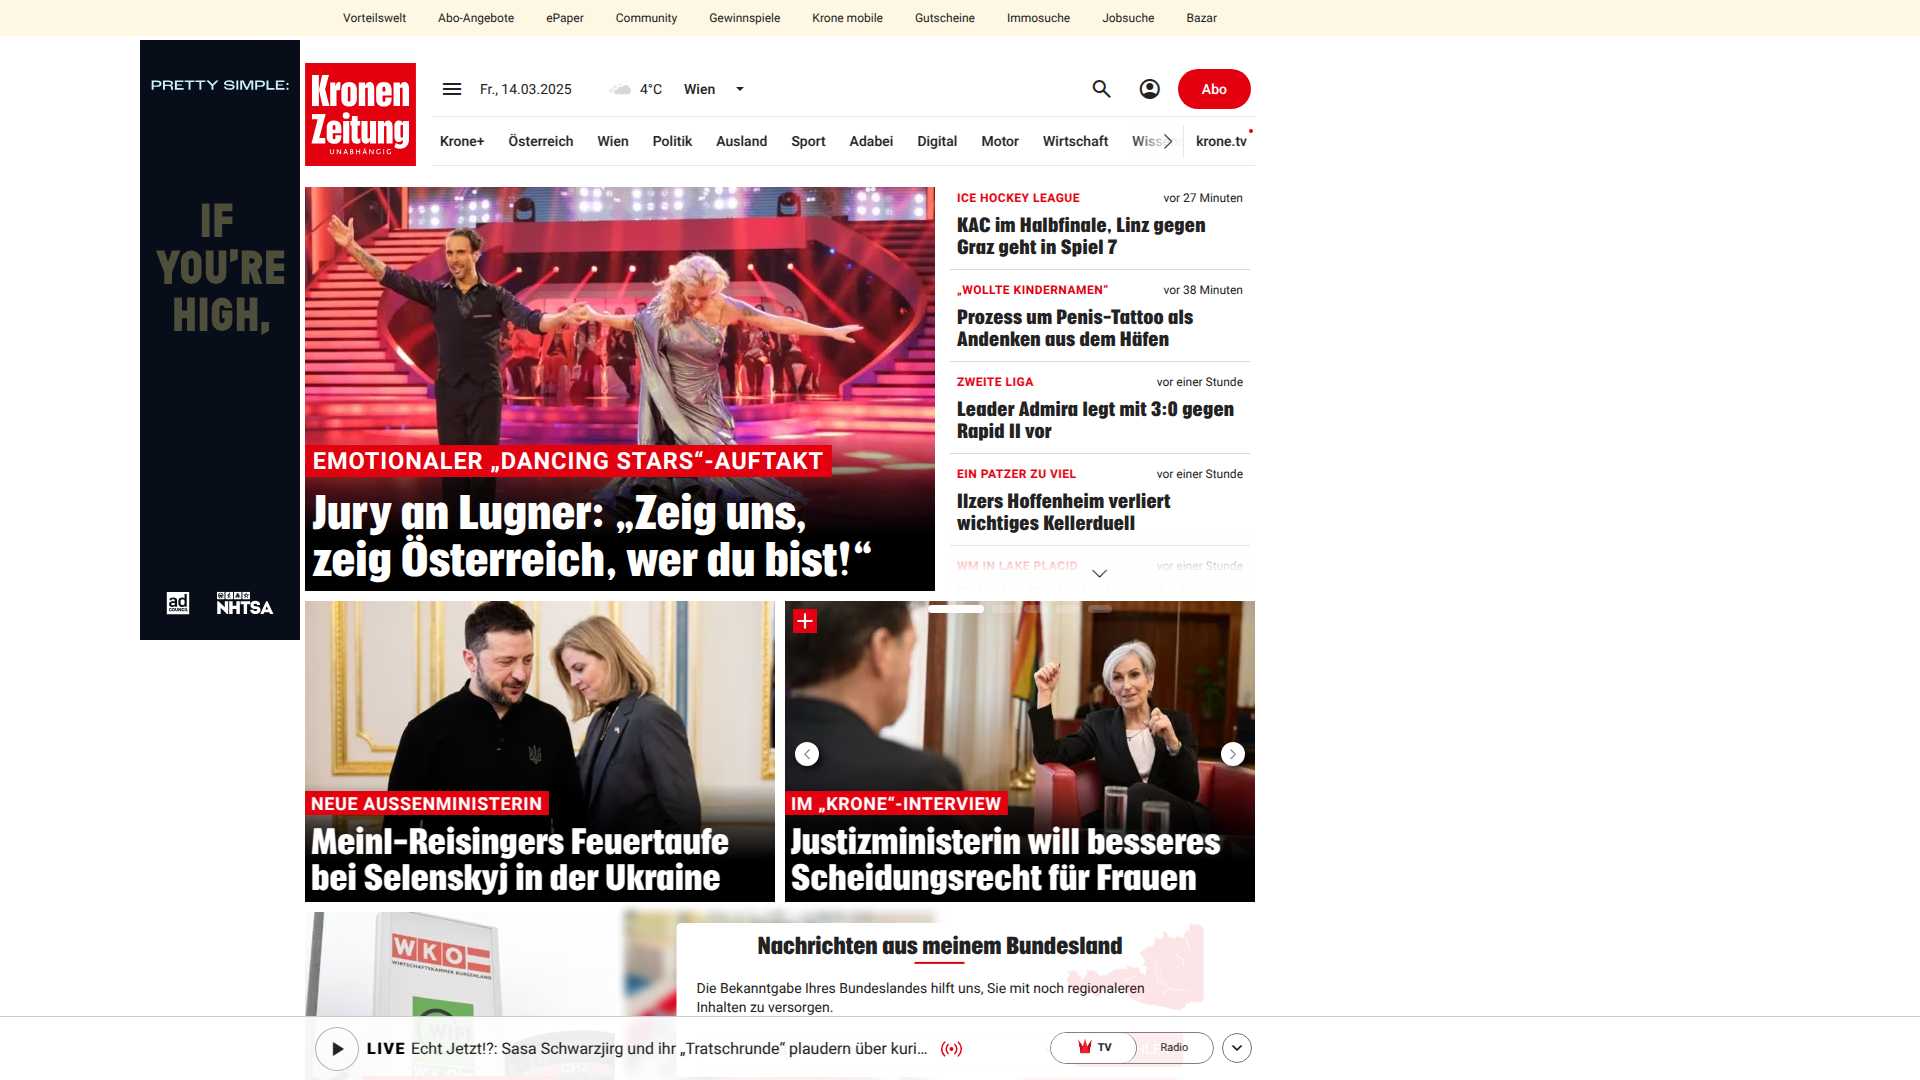 Vorteilswelt Abo-Angebote ePaper Community Gewinnspiele Krone mobile Gutscheine Immosuche Jobsuche Bazar
PRETTY SIMPLE:
IF
YOU'RE
HIGH,
ad
COUNCIL
NHTSA
Kronen
Zeitung
UNABHÄNGIG
Fr., 14.03.2025 4°C Wien
Abo
Krone+ Österreich Wien Politik Ausland Sport Adabei Digital Motor Wirtschaft krone.tv
EMOTIONALER „DANCING STARS“-AUFTAKT
Jury an Lugner: „Zeig uns,
zeig Österreich, wer du bist!“
ICE HOCKEY LEAGUE vor 27 Minuten
KAC im Halbfinale, Linz gegen
Graz geht in Spiel 7
„WOLLTE KINDERNAMEN“ vor 38 Minuten
Prozess um Penis-Tattoo als
Andenken aus dem Häfen
ZWEITE LIGA vor einer Stunde
Leader Admira legt mit 3:0 gegen
Rapid II vor
EIN PATZER ZU VIEL vor einer Stunde
Ilzers Hoffenheim verliert
wichtiges Kellerduell
WM IN LAKE PLACID vor einer Stunde
NEUE AUSSENMINISTERIN
Meinl-Reisingers Feuertaufe
bei Selenskyj in der Ukraine
IM „KRONE“-INTERVIEW
Justizministerin will besseres
Scheidungsrecht für Frauen
WKO
WIRTSCHAFTSKAMMER BURGENLAND
Nachrichten aus meinem Bundesland
Die Bekanntgabe Ihres Bundeslandes hilft uns, Sie mit noch regionaleren
Inhalten zu versorgen.
LIVE Echt Jetzt!?: Sasa Schwarzjirg und ihr „Tratschrunde“ plaudern über kuri...
TV Radio